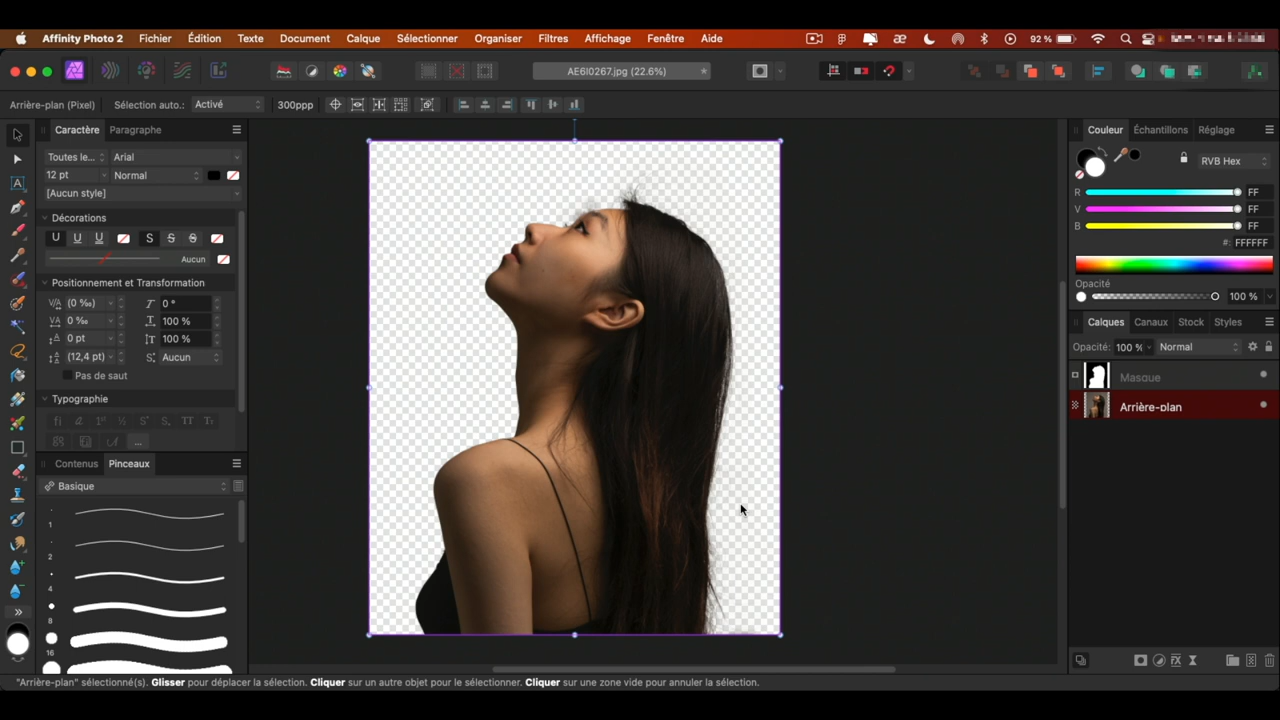 Affinity Photo 2 Fichier Édition Texte Document Calque Sélectionner Organiser Filtres Affichage Fenêtre Aide 92 %
AE6I0267.jpg (22.6%)
Arrière-plan (Pixel) Sélection auto.: Activé 300ppp
Caractère Paragraphe
Toutes le... Arial
12 pt Normal
[Aucun style]
Décorations
U U U S S S
Aucun
Positionnement et Transformation
(0 ‰) 0 °
0 ‰ 100 %
0 pt 100 %
(12,4 pt) Aucun
Pas de saut
Typographie
...
Contenus Pinceaux
Basique
1
2
4
8
16
Couleur Échantillons Réglage
RVB Hex
R FF
V FF
B FF
#: FFFFFF
Opacité
100 %
Calques Canaux Stock Styles
Opacité: 100 % Normal
Masque
Arrière-plan
"Arrière-plan" sélectionné(s). Glisser pour déplacer la sélection. Cliquer sur un autre objet pour le sélectionner. Cliquer sur une zone vide pour annuler la sélection.